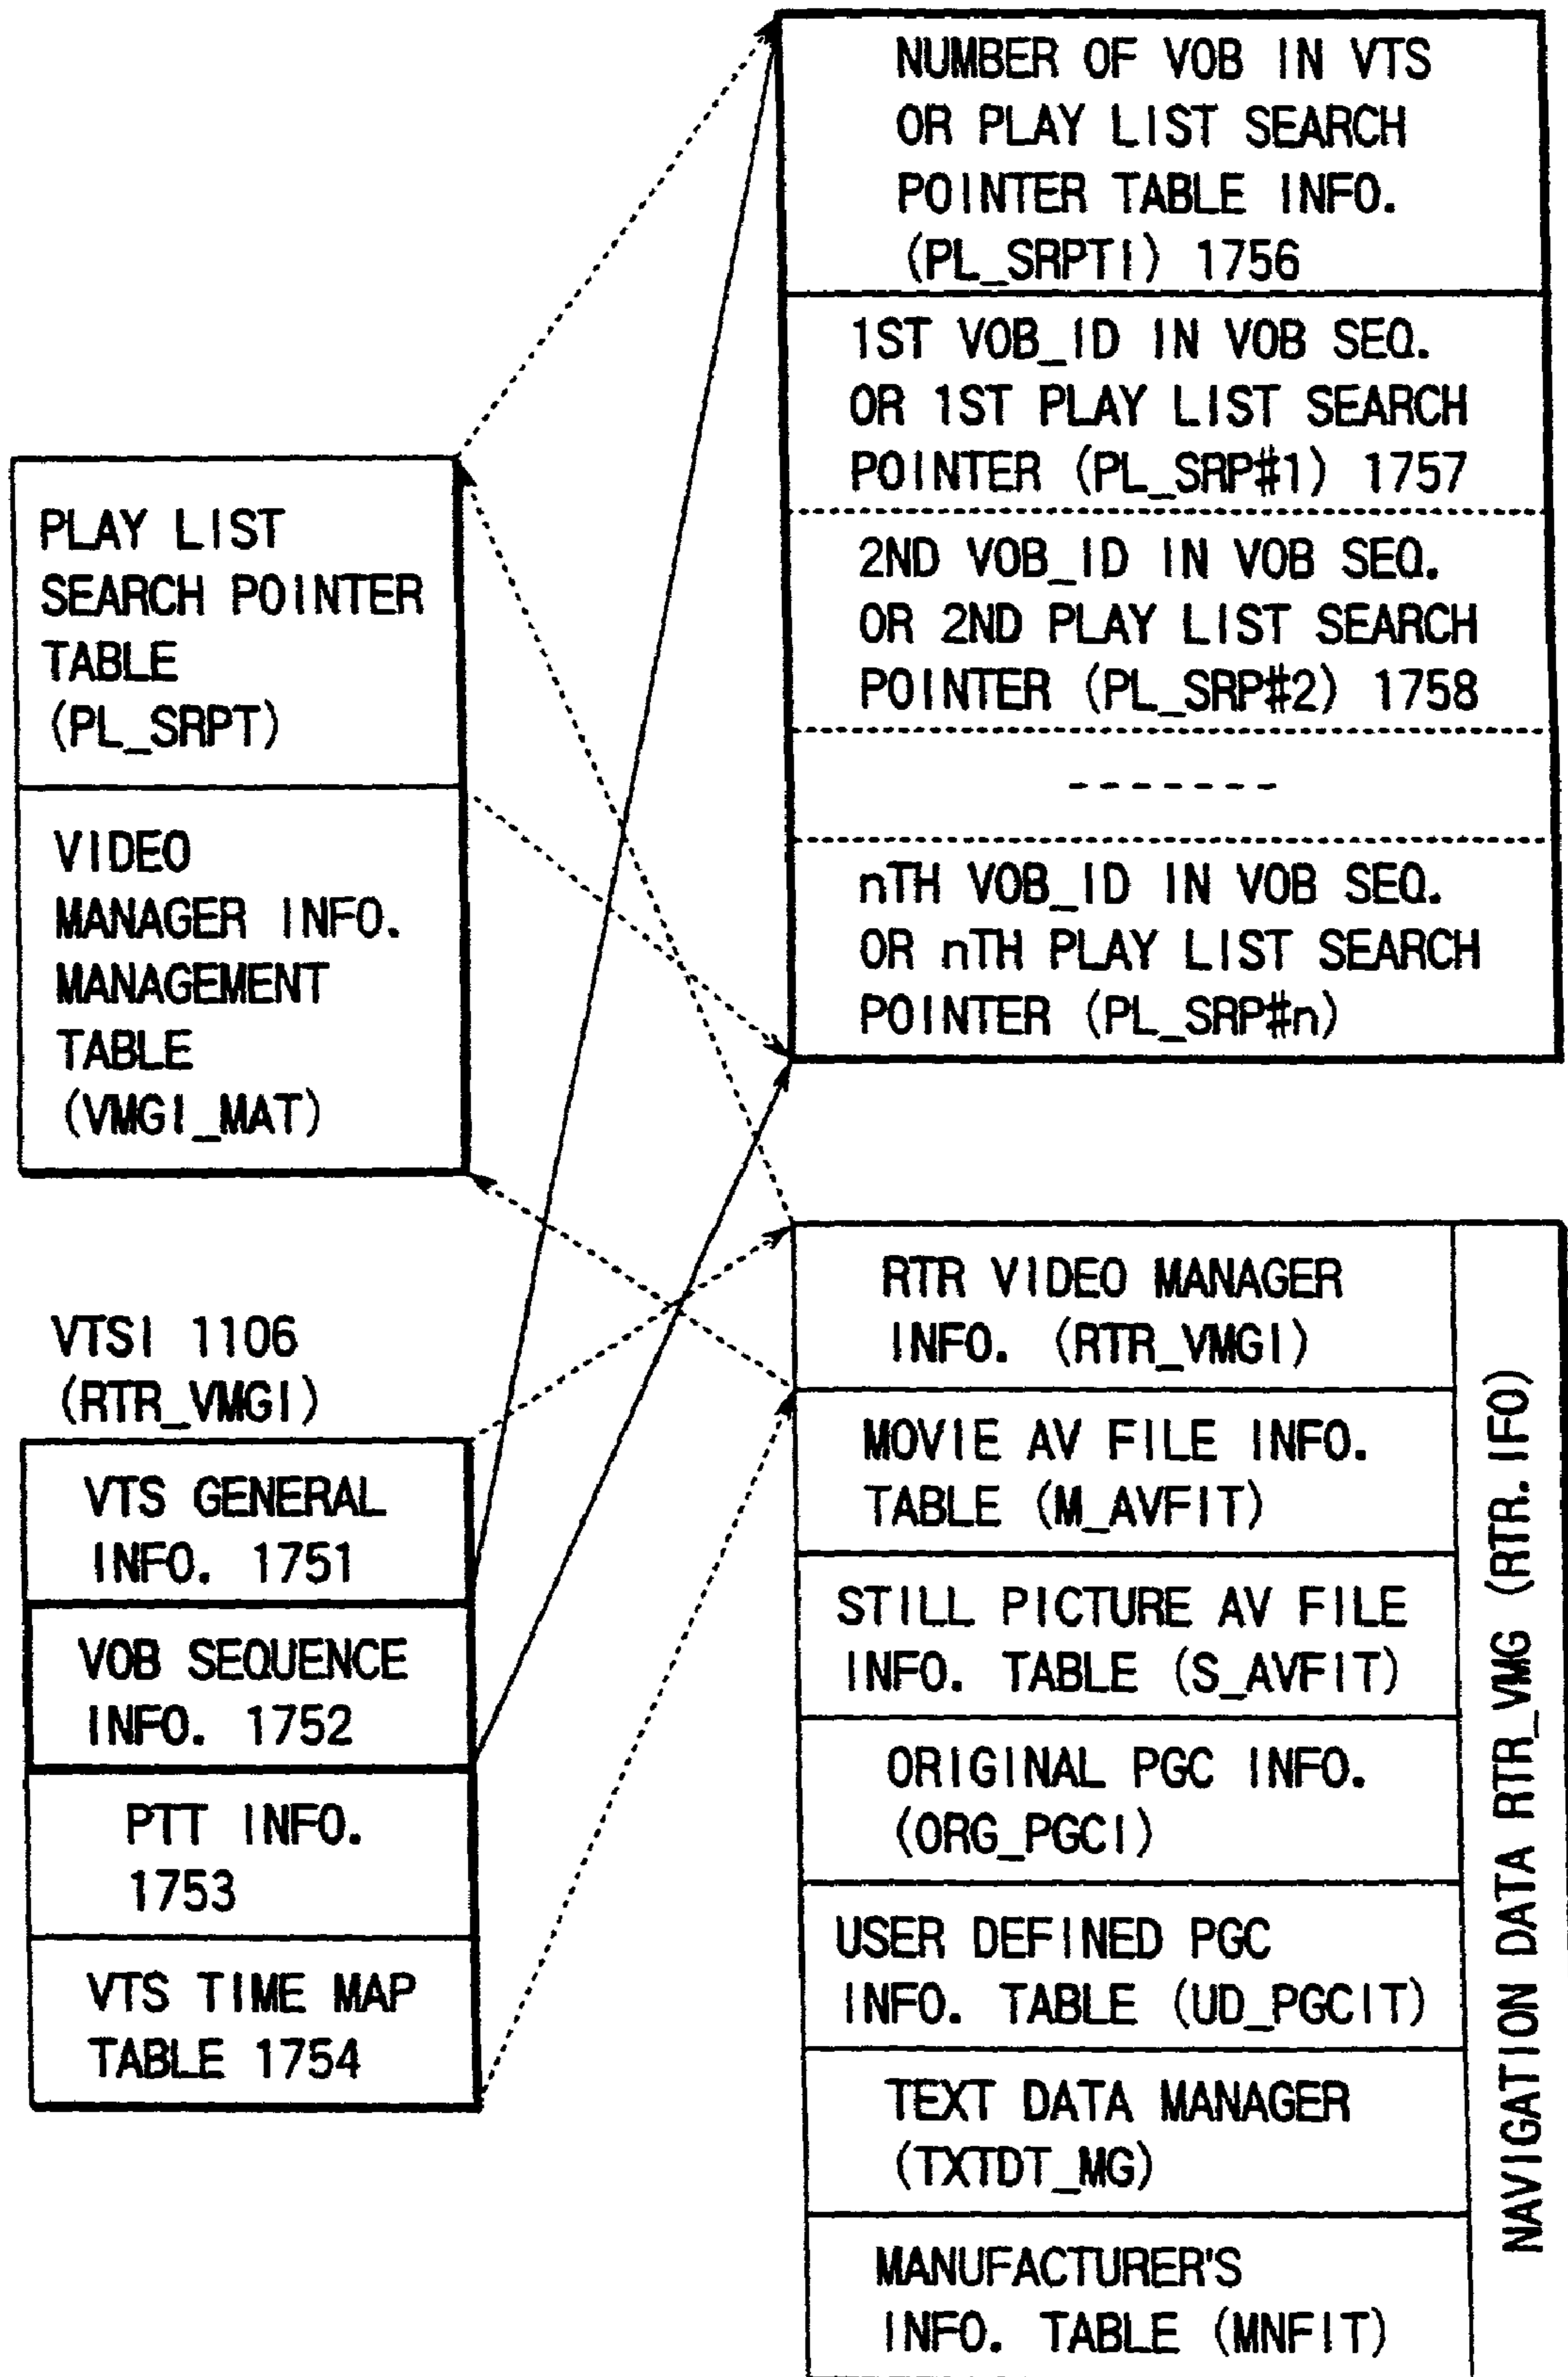 NUMBER OF VOB IN VTS
OR PLAY LIST SEARCH
POINTER TABLE INFO.
(PL_SRPTI) 1756
1ST VOB_ID IN VOB SEQ.
OR 1ST PLAY LIST SEARCH
POINTER (PL_SRP#1) 1757
2ND VOB_ID IN VOB SEQ.
OR 2ND PLAY LIST SEARCH
POINTER (PL_SRP#2) 1758
-------
nTH VOB_ID IN VOB SEQ.
OR nTH PLAY LIST SEARCH
POINTER (PL_SRP#n)
PLAY LIST
SEARCH POINTER
TABLE
(PL_SRPT)
VIDEO
MANAGER INFO.
MANAGEMENT
TABLE
(VMGI_MAT)
VTSI 1106
(RTR_VMGI)
VTS GENERAL
INFO. 1751
VOB SEQUENCE
INFO. 1752
PTT INFO.
1753
VTS TIME MAP
TABLE 1754
RTR VIDEO MANAGER
INFO. (RTR_VMGI)
MOVIE AV FILE INFO.
TABLE (M_AVFIT)
STILL PICTURE AV FILE
INFO. TABLE (S_AVFIT)
ORIGINAL PGC INFO.
(ORG_PGCI)
USER DEFINED PGC
INFO. TABLE (UD_PGCIT)
TEXT DATA MANAGER
(TXTDT_MG)
MANUFACTURER'S
INFO. TABLE (MNFIT)
NAVIGATION DATA RTR_VMG (RTR. IFO)